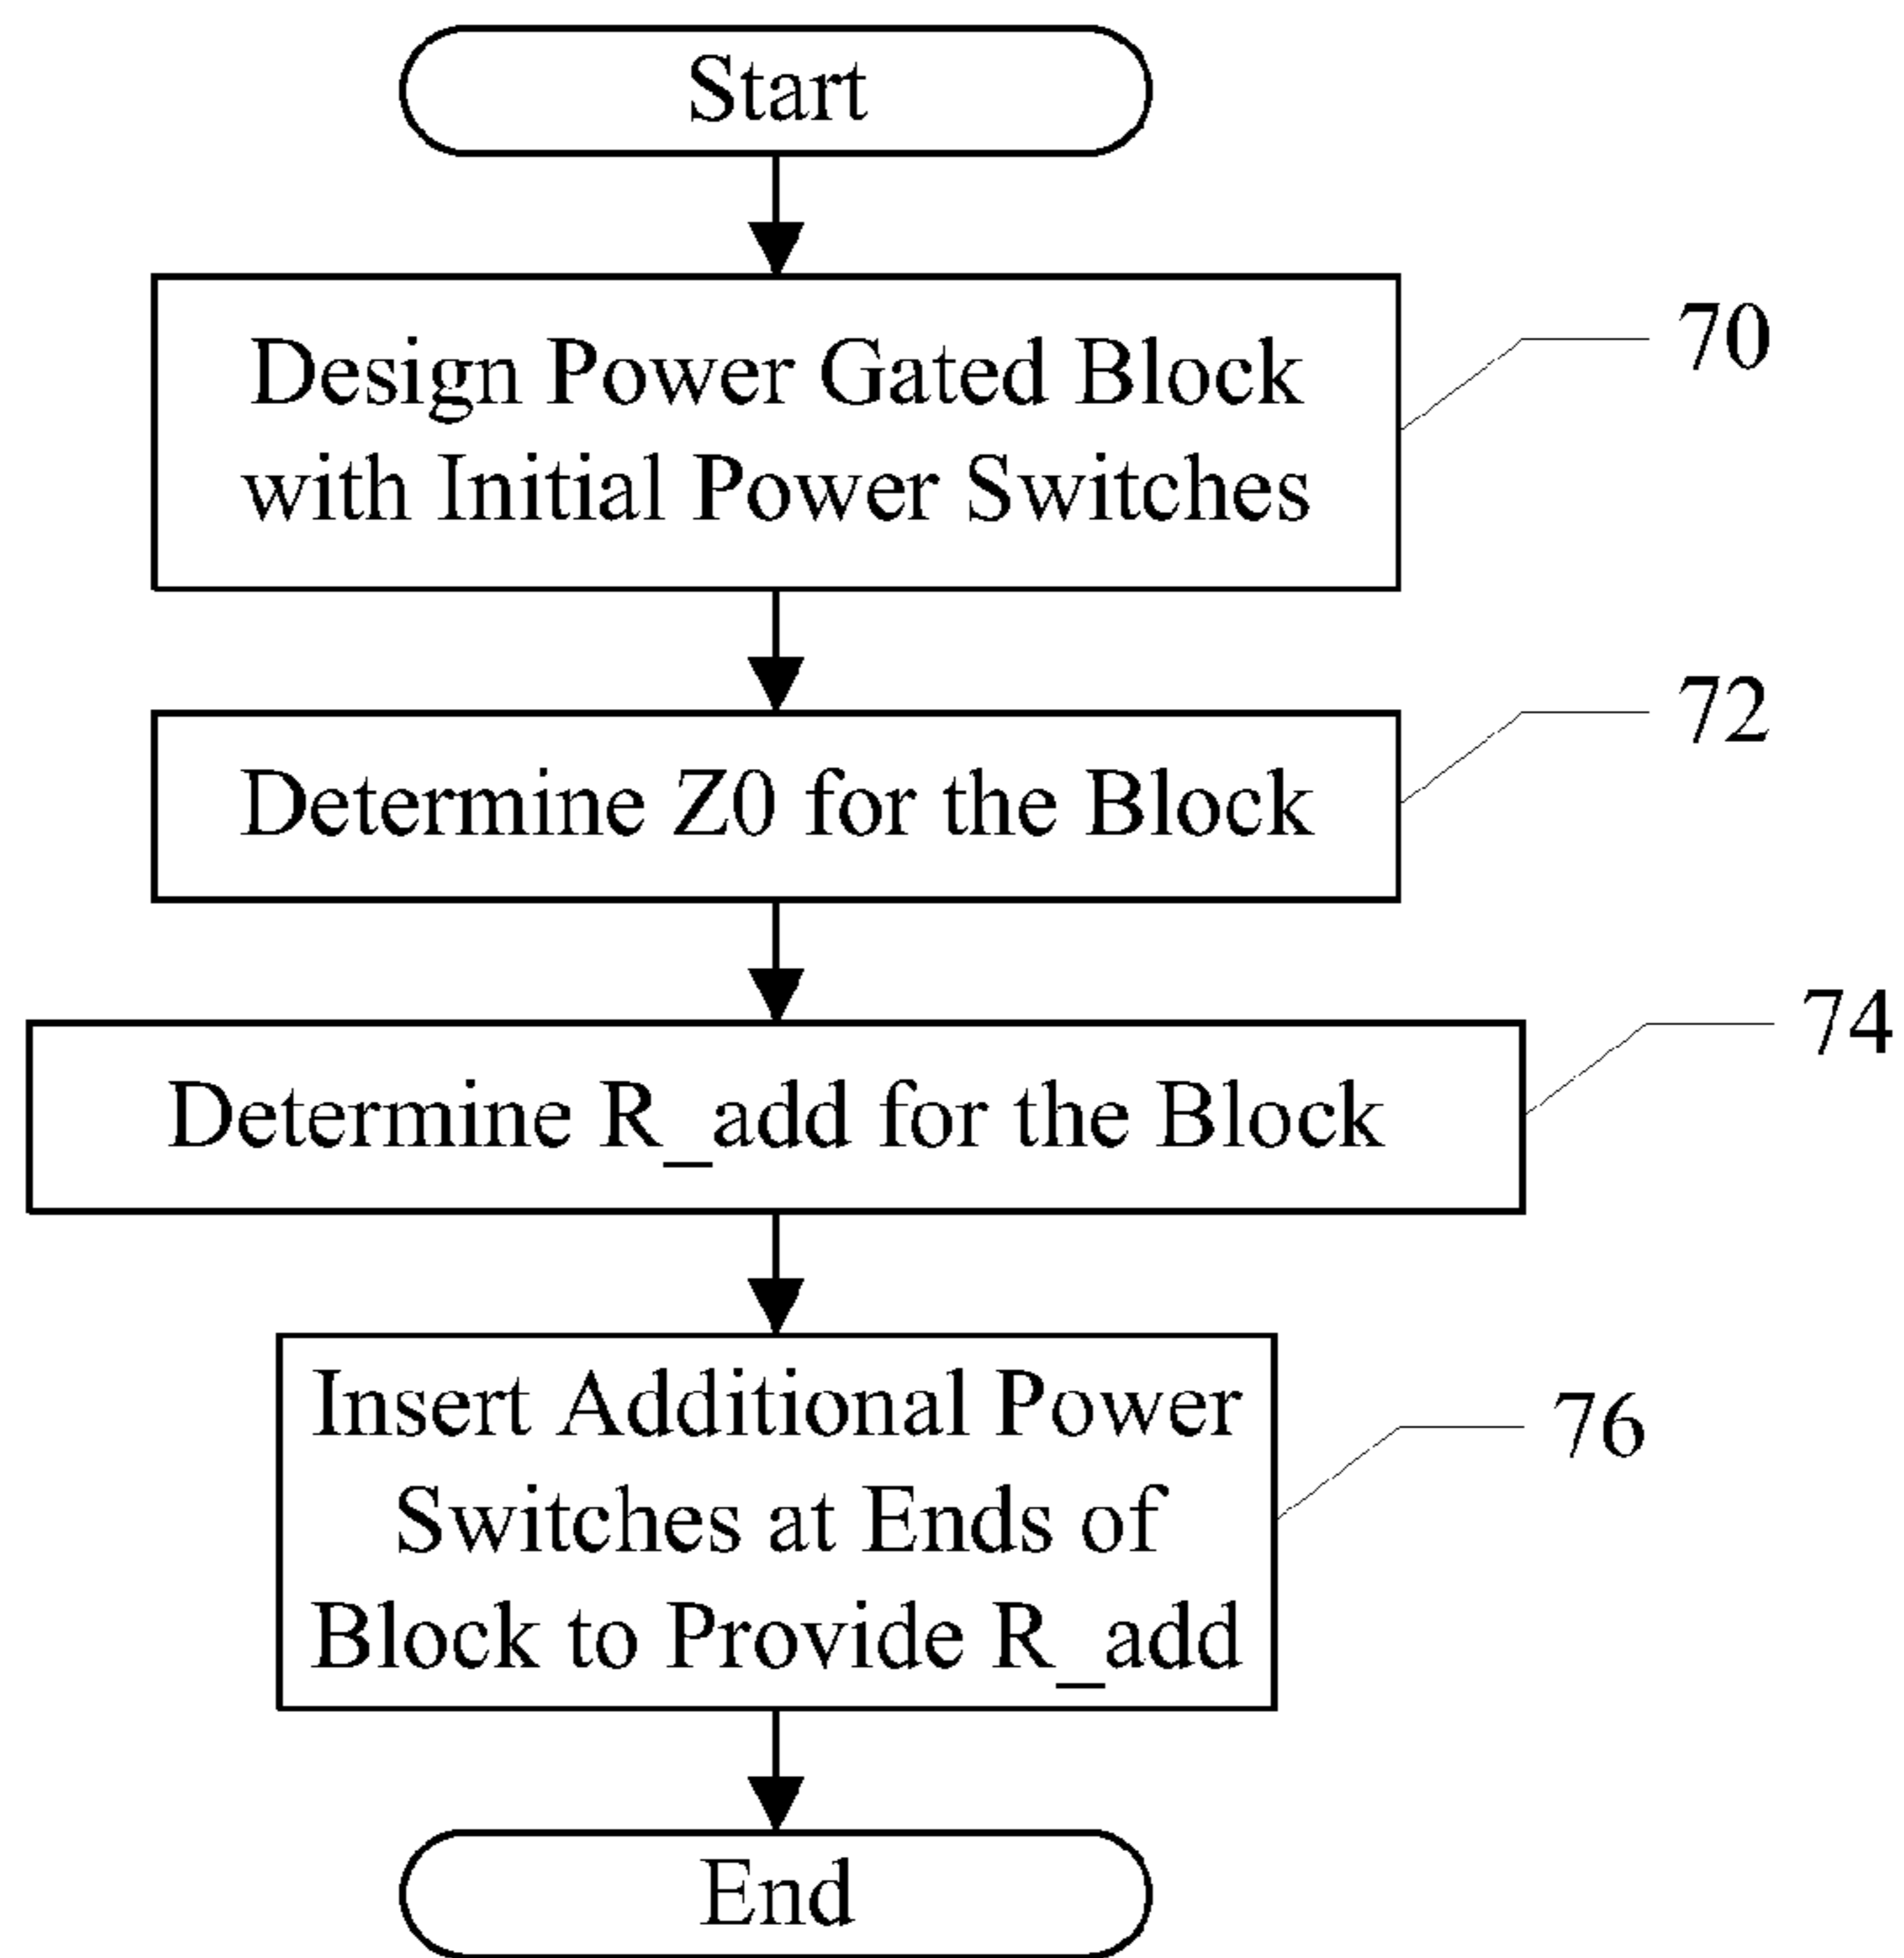 Start
Design Power Gated Block
with Initial Power Switches
70
Determine Z0 for the Block
72
Determine R_add for the Block
74
Insert Additional Power
Switches at Ends of
Block to Provide R_add
76
End